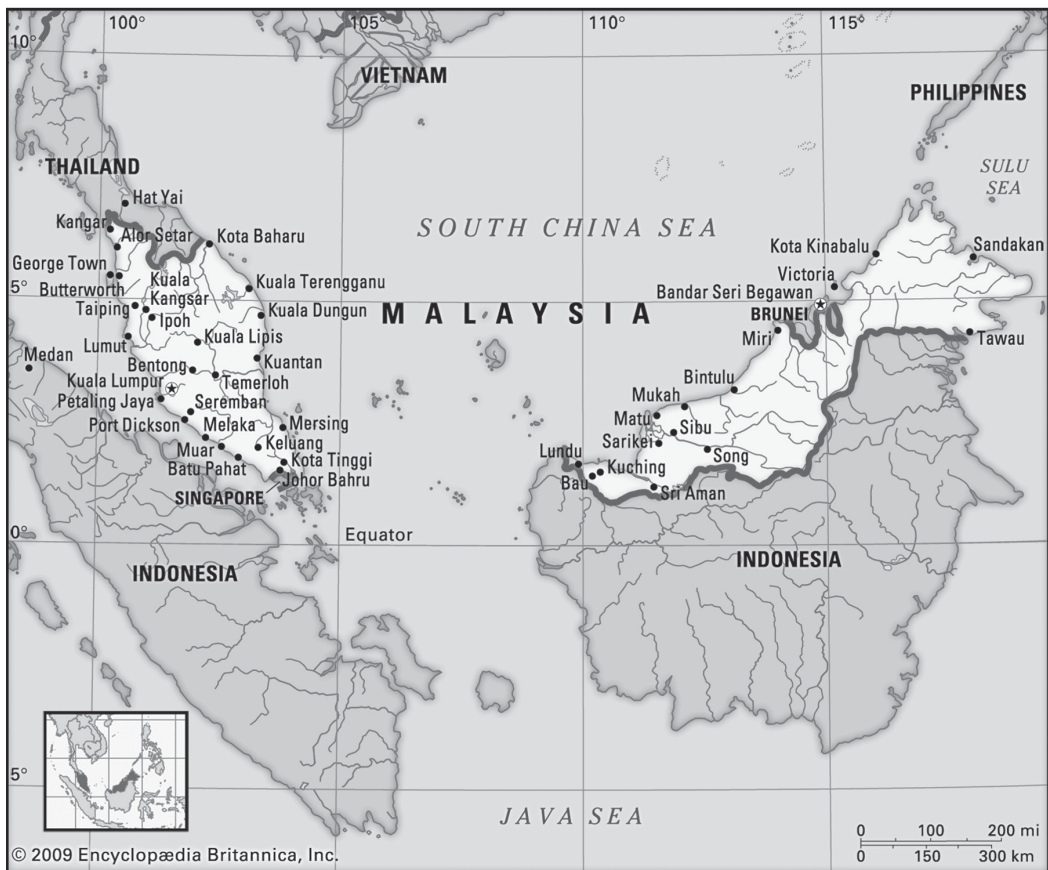 100°
105°
110°
115°
10°
VIETNAM
PHILIPPINES
THAILAND
SULU
SEA
Hat Yai
Kangar
Alor Setar
Kota Baharu
SOUTH CHINA SEA
Kota Kinabalu
Sandakan
George Town
Butterworth
Kuala
Kangsar
Kuala Terengganu
Victoria
5°
Bandar Seri Begawan
Taiping
Ipoh
Kuala Dungun
MALAYSIA
BRUNEI
Lumut
Kuala Lipis
Miri
Tawau
Medan
Bentong
Kuantan
Kuala Lumpur
Temerloh
Bintulu
Petaling Jaya
Seremban
Mukah
Port Dickson
Melaka
Mersing
Matu
Sibu
Muar
Keluang
Sarikei
Batu Pahat
Kota Tinggi
Lundu
Song
Johor Bahru
Kuching
Bau
SINGAPORE
Sri Aman
0°
Equator
INDONESIA
INDONESIA
5°
JAVA SEA
0 100 200 mi
0 150 300 km
© 2009 Encyclopædia Britannica, Inc.